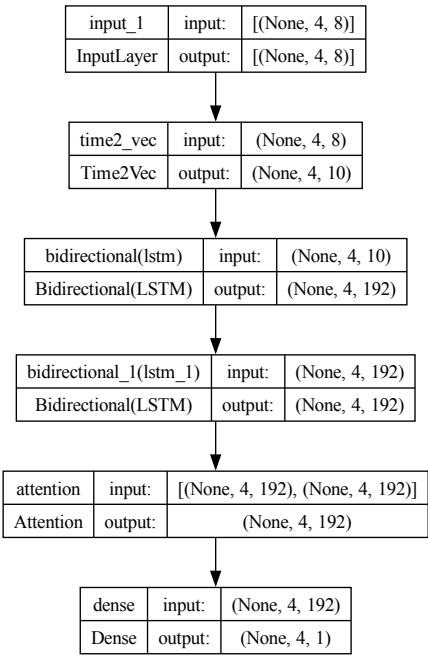 input_1 input: [(None, 4, 8)]
InputLayer output: [(None, 4, 8)]
time2_vec input: (None, 4, 8)
Time2Vec output: (None, 4, 10)
bidirectional(lstm) input: (None, 4, 10)
Bidirectional(LSTM) output: (None, 4, 192)
bidirectional_1(lstm_1) input: (None, 4, 192)
Bidirectional(LSTM) output: (None, 4, 192)
attention input: [(None, 4, 192), (None, 4, 192)]
Attention output: (None, 4, 192)
dense input: (None, 4, 192)
Dense output: (None, 4, 1)